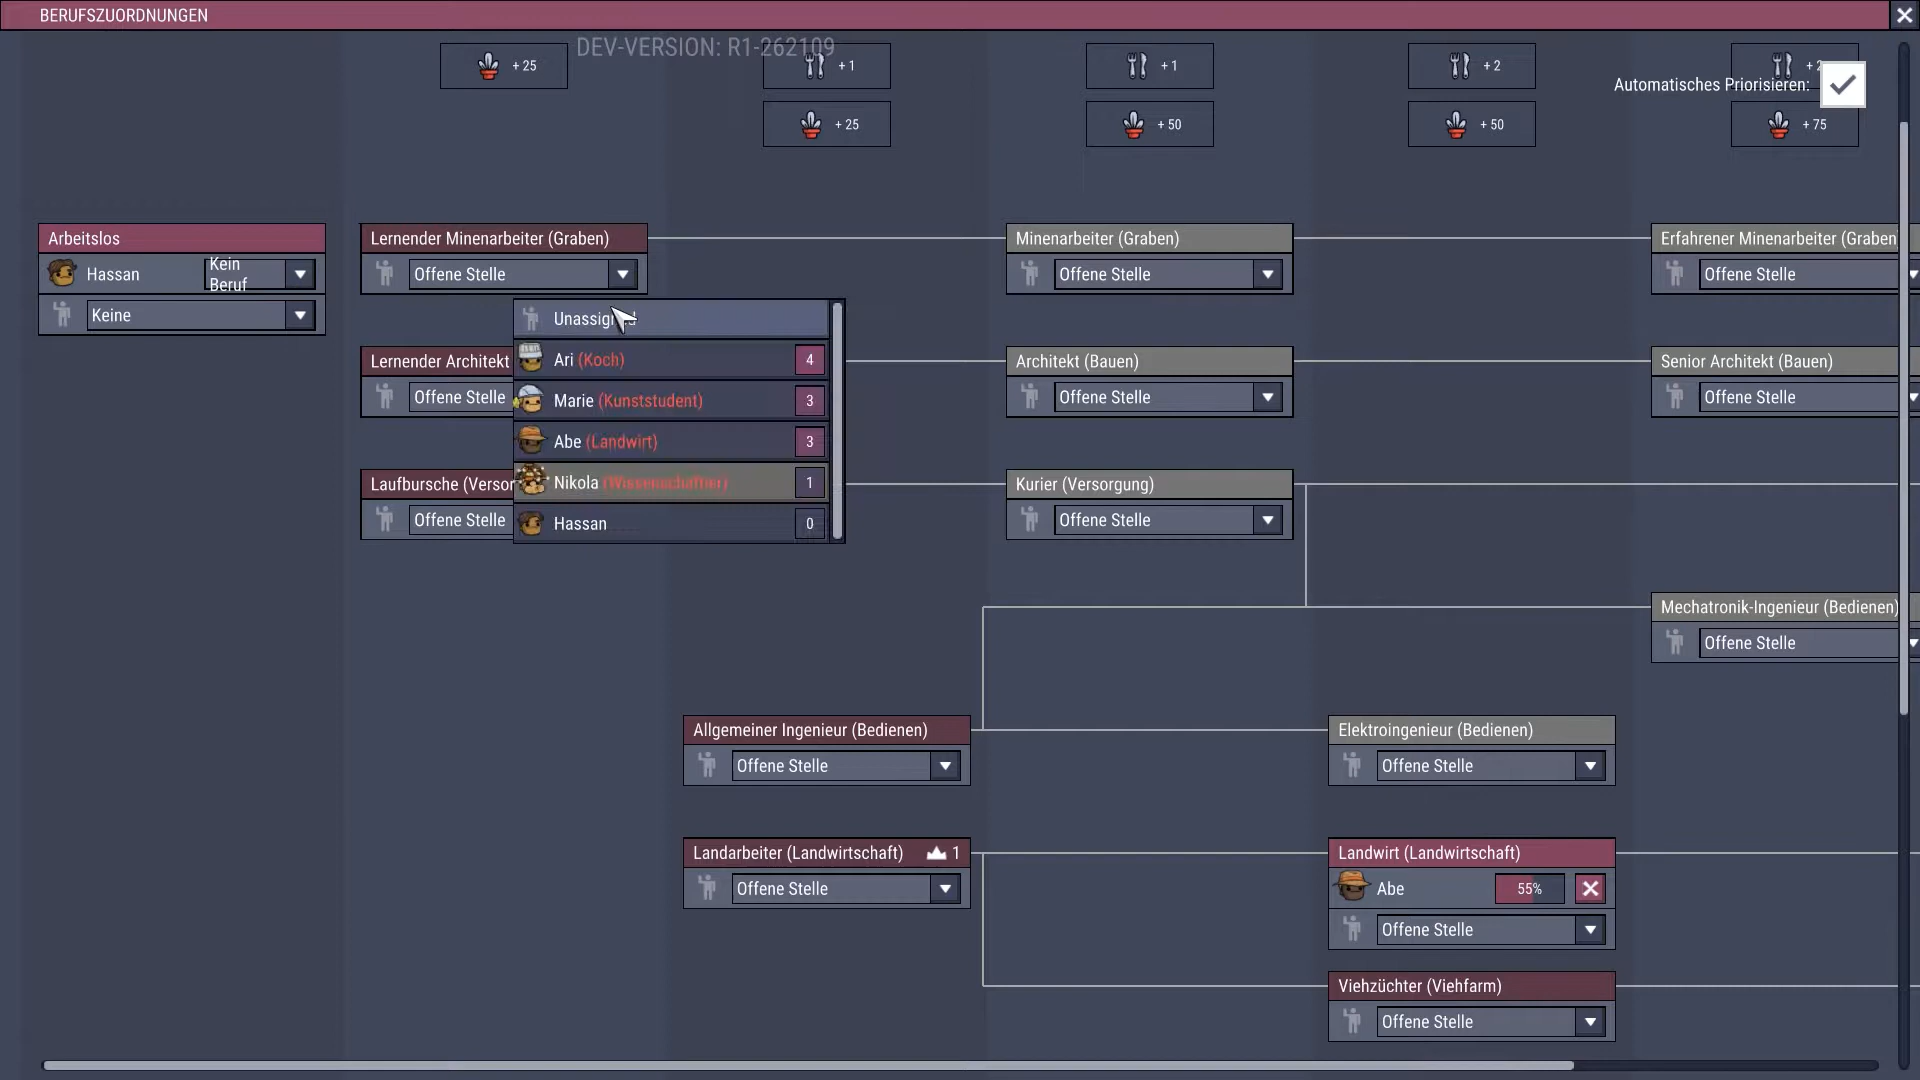 BERUFSZUORDNUNGEN
DEV-VERSION: R1-262109
+ 25
+ 1
+ 1
+ 2
Automatisches Priorisieren:
+ 25
+ 50
+ 50
+ 75
Arbeitslos
Hassan
Kein
Beruf
Keine
Lernender Minenarbeiter (Graben)
Offene Stelle
Minenarbeiter (Graben)
Offene Stelle
Erfahrener Minenarbeiter (Graben
Offene Stelle
Ari (Koch) 4
Marie (Kunststudent) 3
Abe (Landwirt) 3
Nikola (Wissenschaftler) 1
Hassan 0
Lernender Architekt
Offene Stelle
Architekt (Bauen)
Offene Stelle
Senior Architekt (Bauen)
Offene Stelle
Laufbursche (Versor
Offene Stelle
Kurier (Versorgung)
Offene Stelle
Mechatronik-Ingenieur (Bedienen)
Offene Stelle
Allgemeiner Ingenieur (Bedienen)
Offene Stelle
Elektroingenieur (Bedienen)
Offene Stelle
Landarbeiter (Landwirtschaft) 1
Offene Stelle
Landwirt (Landwirtschaft)
Abe 55%
Offene Stelle
Viehzüchter (Viehfarm)
Offene Stelle